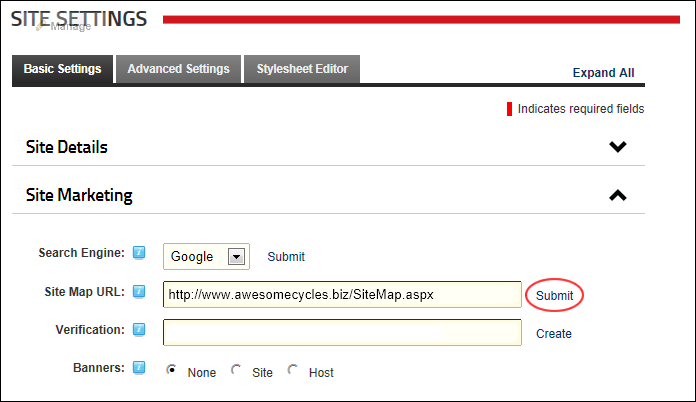 SITE SETTINGS
Manage
Basic Settings Advanced Settings Stylesheet Editor Expand All
Indicates required fields
Site Details
Site Marketing
Search Engine: Google Submit
Site Map URL: http://www.awesomecycles.biz/SiteMap.aspx Submit
Verification: Create
Banners: None Site Host